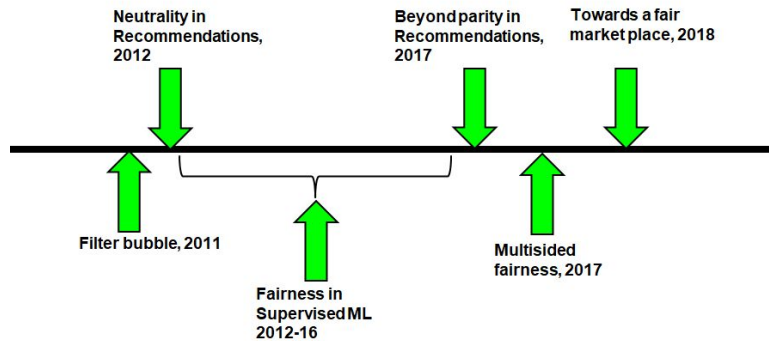 Neutrality in
Recommendations,
2012
Beyond parity in
Recommendations,
2017
Towards a fair
market place, 2018
Filter bubble, 2011
Fairness in
Supervised ML
2012-16
Multisided
fairness, 2017